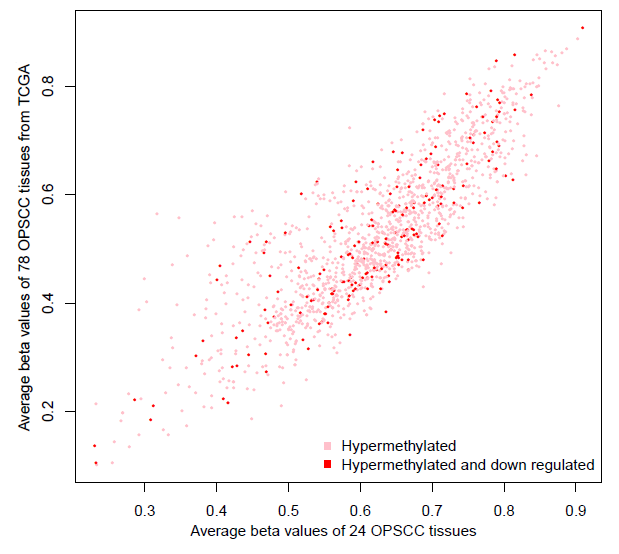 Average beta values of 78 OPSCC tissues from TCGA
0.8
0.6
0.4
0.2
Hypermethylated
Hypermethylated and down regulated
0.3 0.4 0.5 0.6 0.7 0.8 0.9
Average beta values of 24 OPSCC tissues